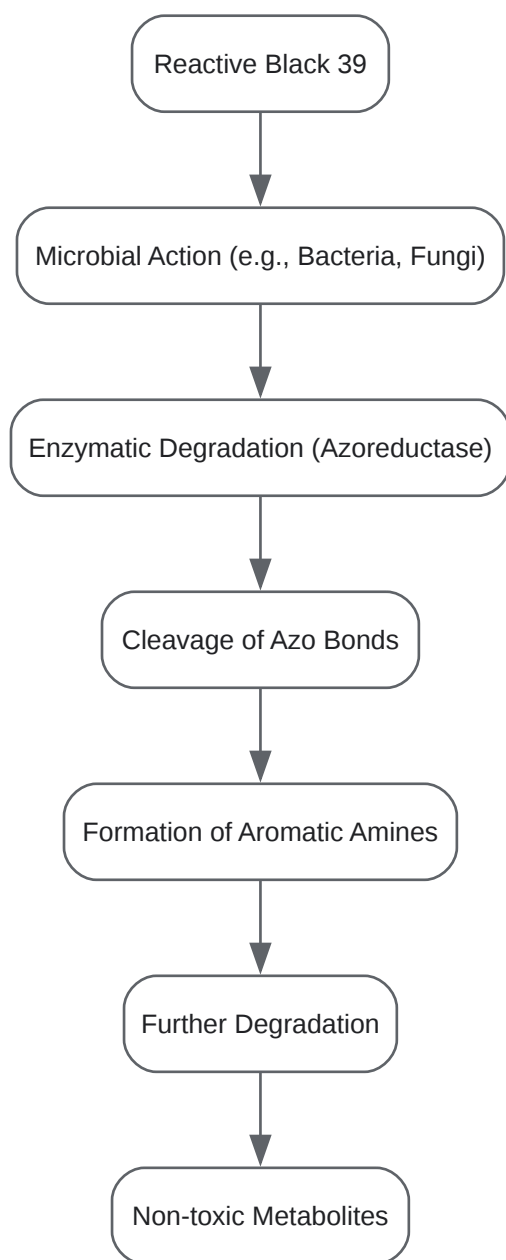 Reactive Black 39
Microbial Action (e.g., Bacteria, Fungi)
Enzymatic Degradation (Azoreductase)
Cleavage of Azo Bonds
Formation of Aromatic Amines
Further Degradation
Non-toxic Metabolites